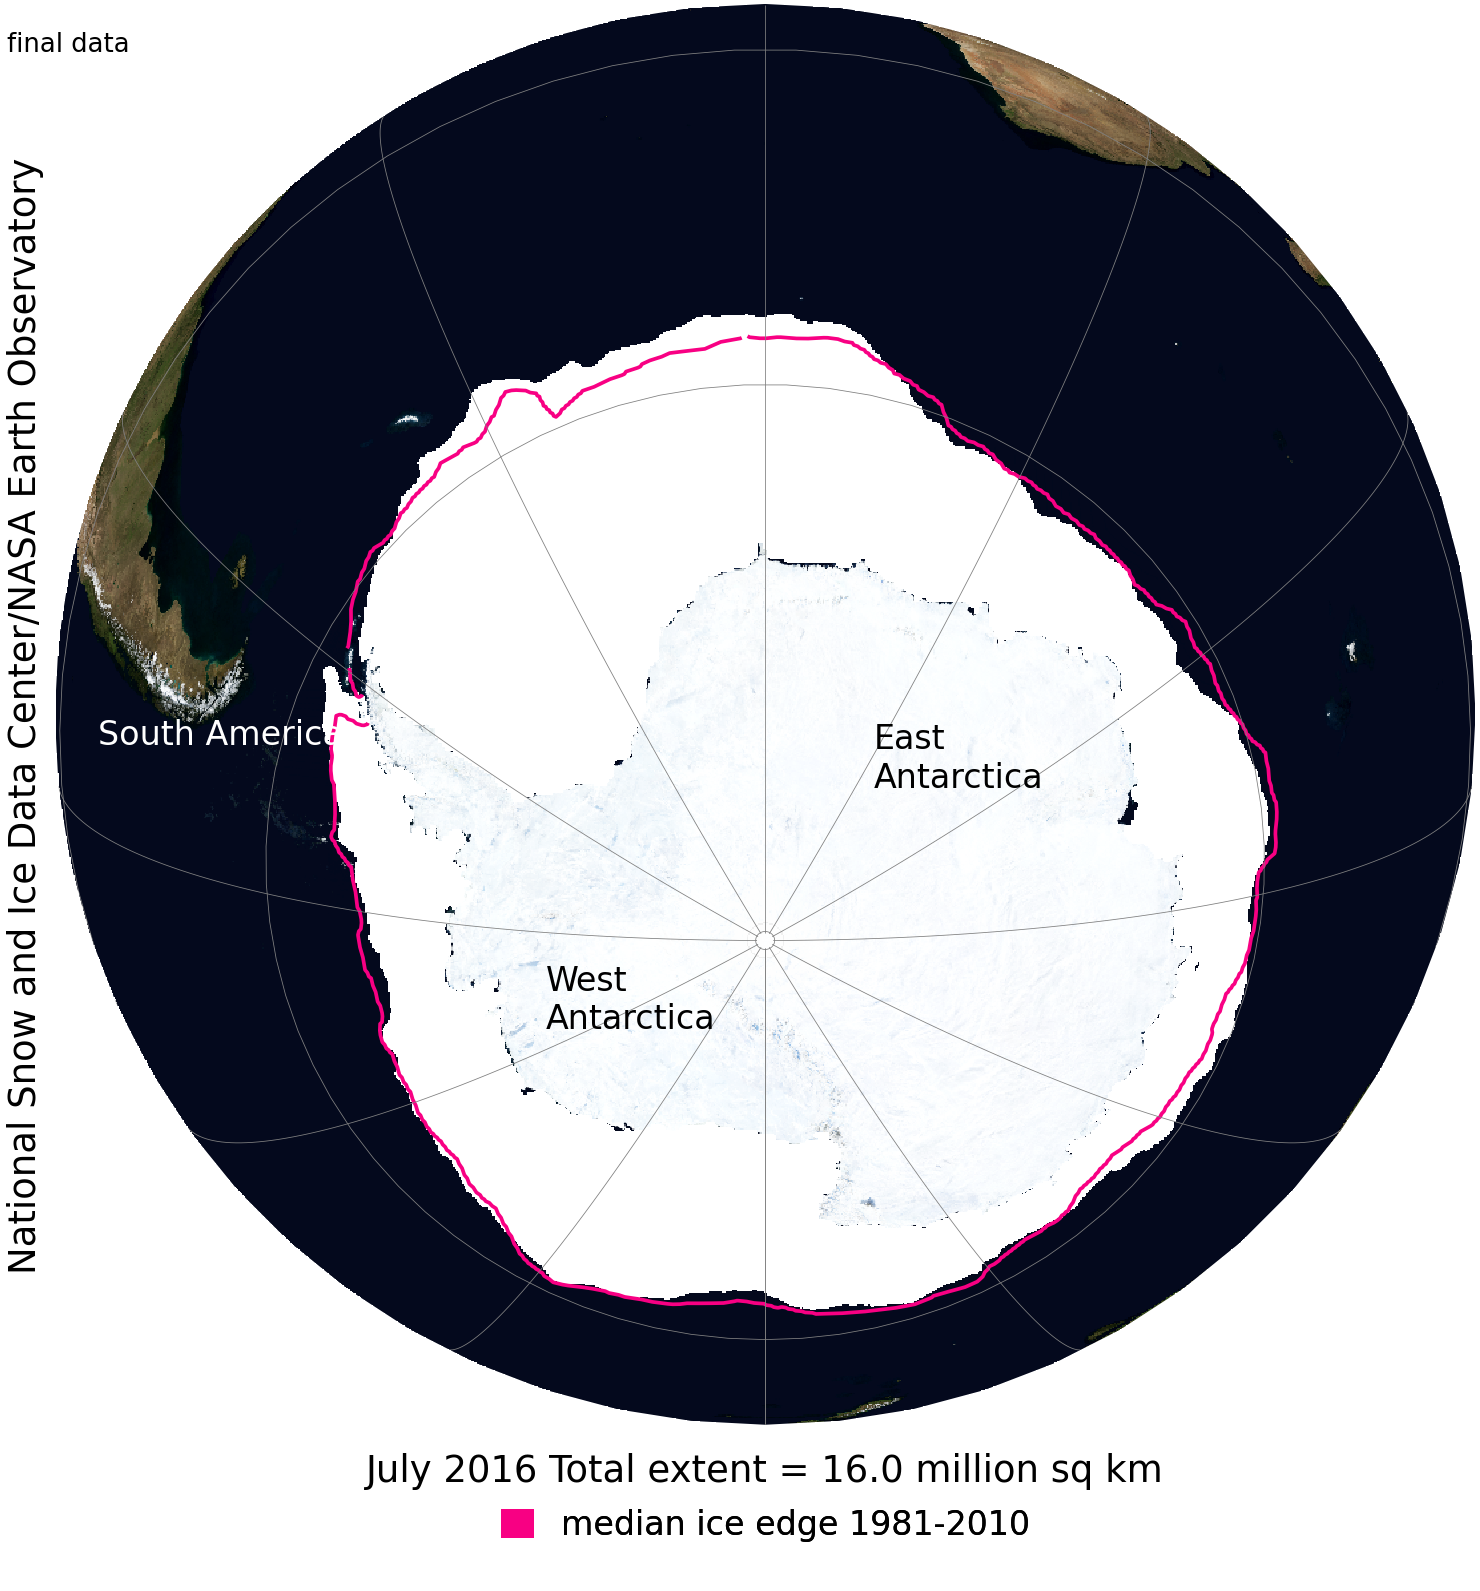 final data
National Snow and Ice Data Center/NASA Earth Observatory
South America
East
Antarctica
West
Antarctica
July 2016 Total extent = 16.0 million sq km
median ice edge 1981-2010